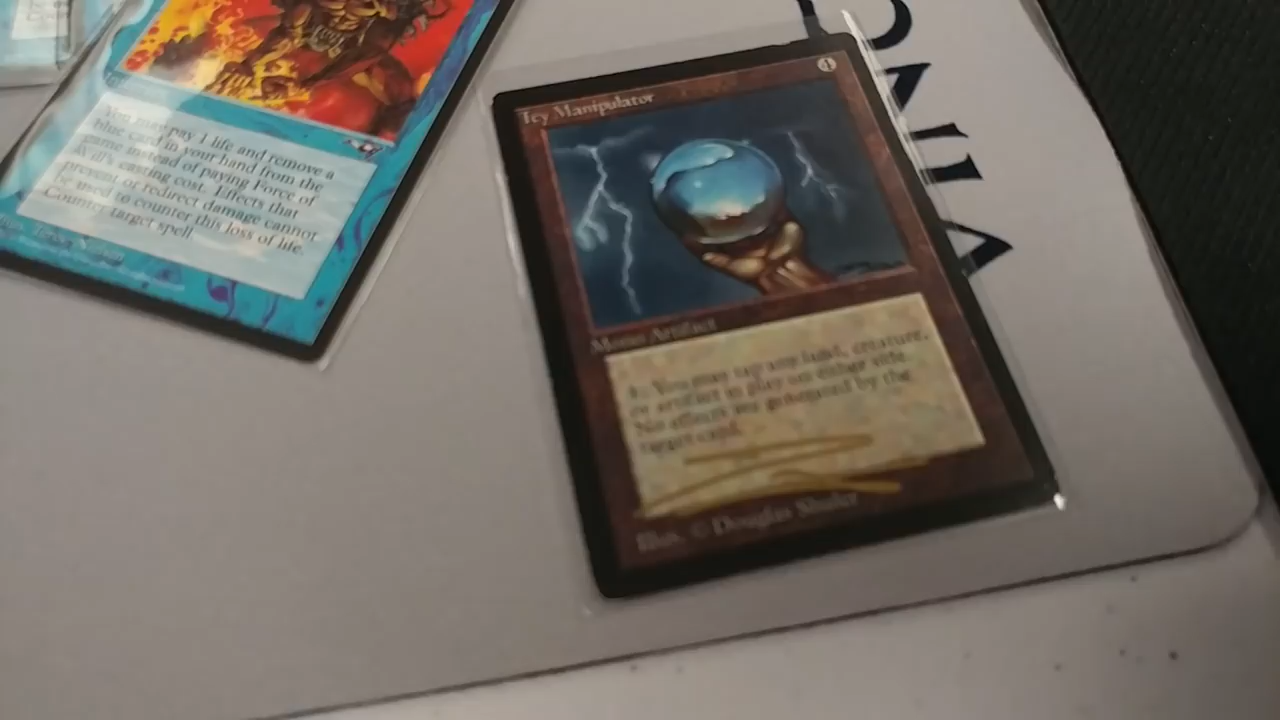 You may pay 1 life and remove a
blue card in your hand from the
game instead of paying Force of
Will's casting cost. Effects that
prevent or redirect damage cannot
be used to counter this loss of life.
Counter target spell.
Icy Manipulator
4
Mono Artifact
You may tap any land, creature,
or artifact in play on either side.
No effects are generated by the
target card.
Illus. © Douglas Shuler